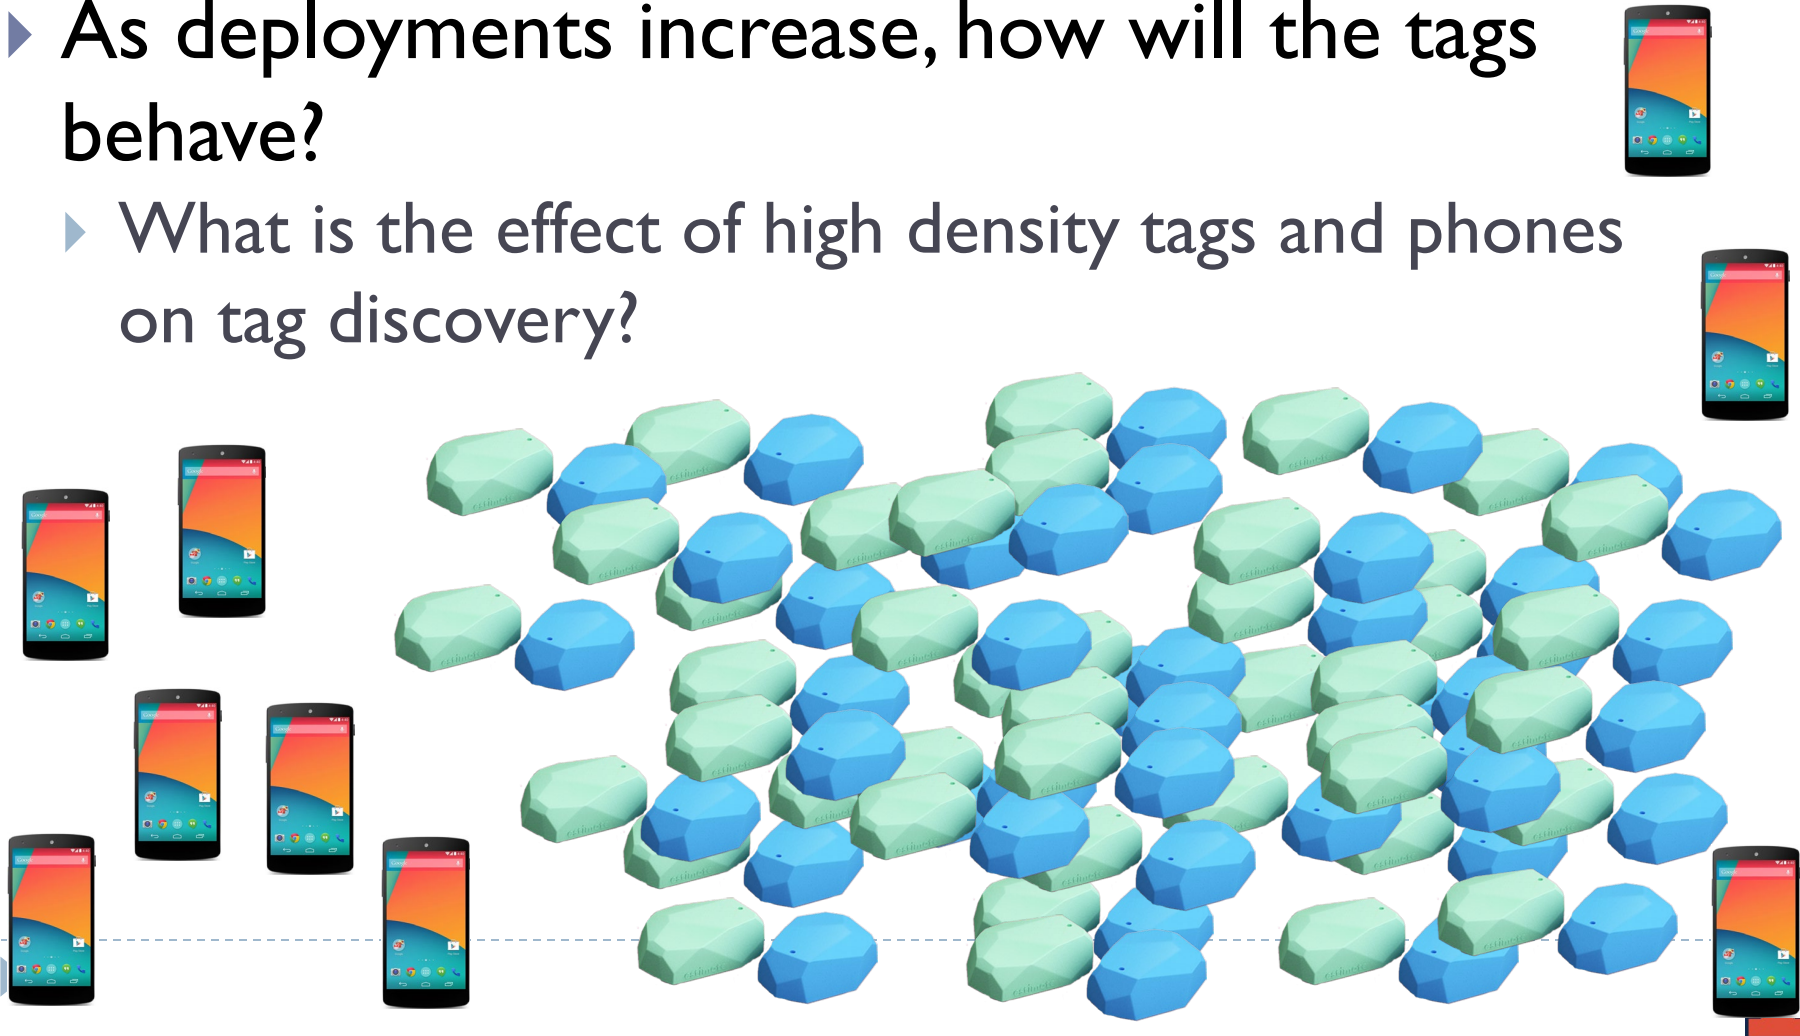 As deployments increase, how will the tags
behave?
What is the effect of high density tags and phones
on tag discovery?